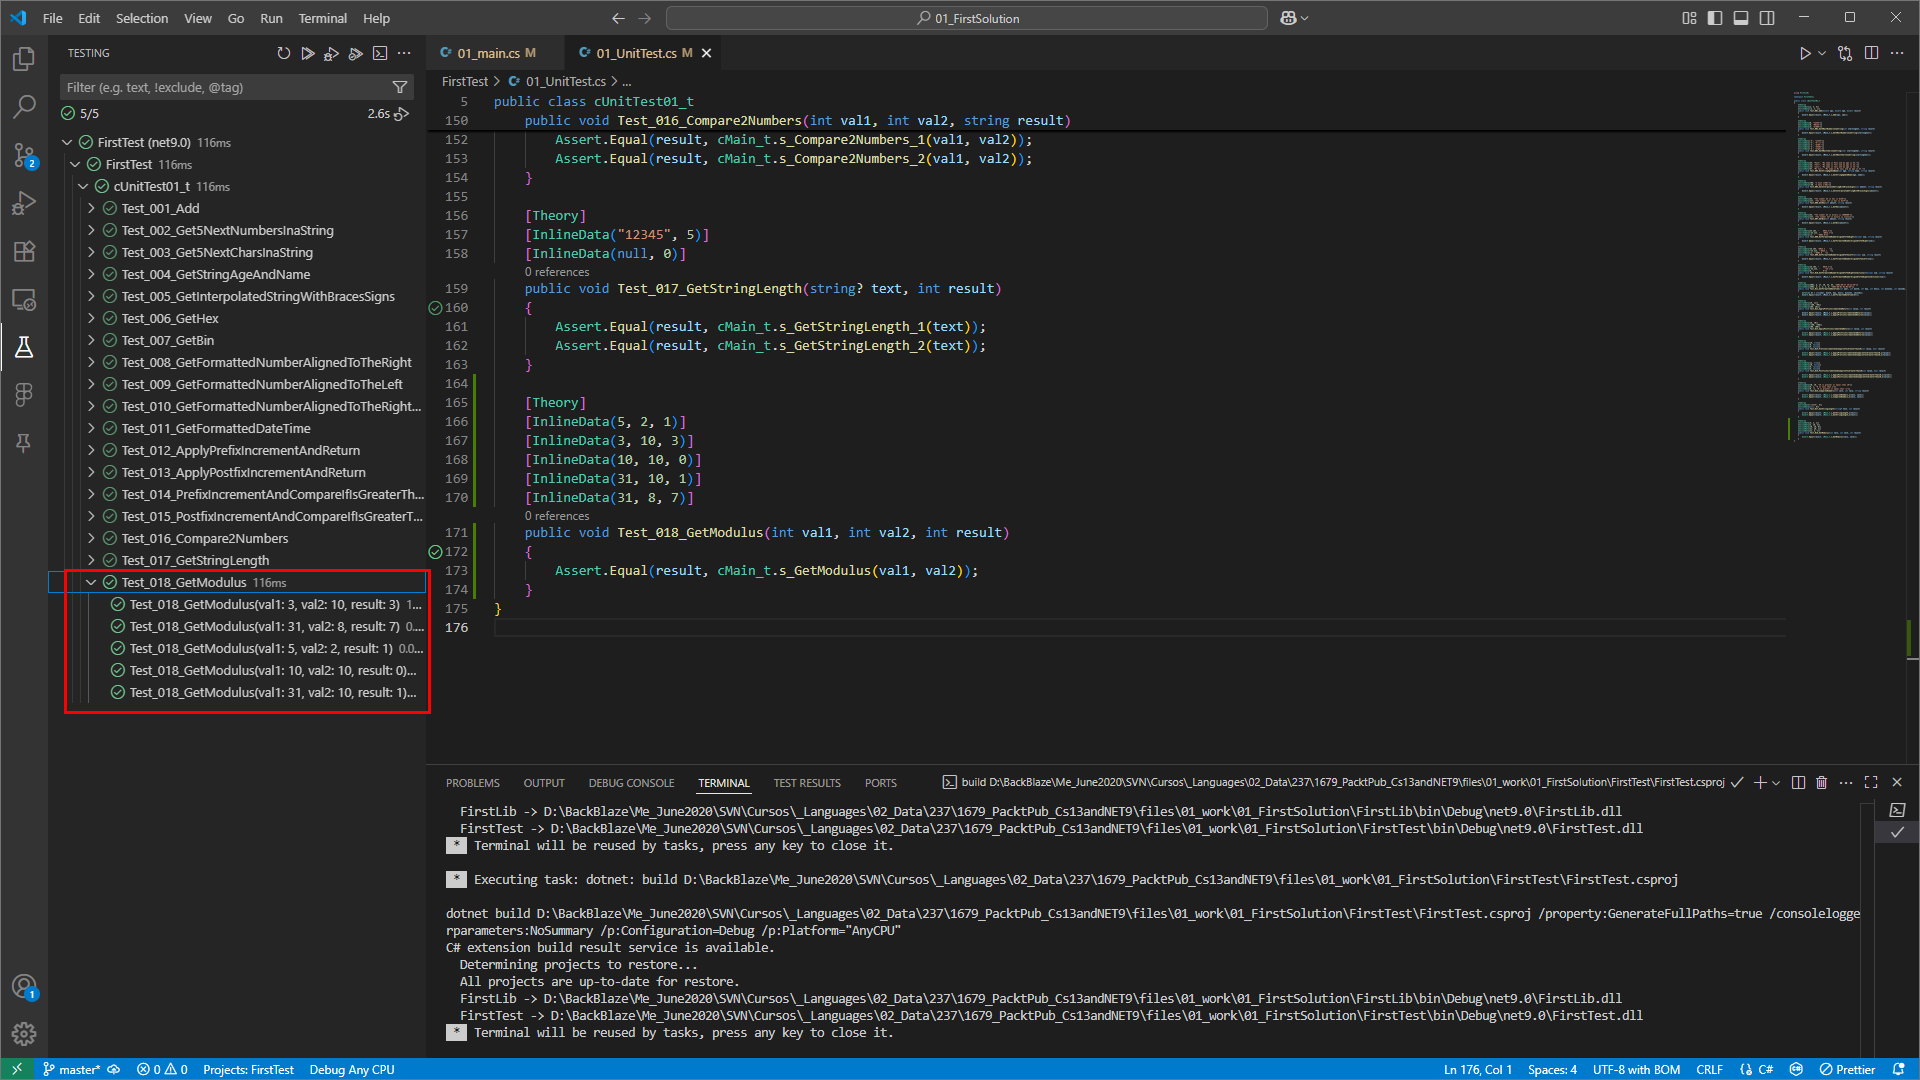 File Edit Selection View Go Run Terminal Help
01_FirstSolution
TESTING
Filter (e.g. text, !exclude, @tag)
5/5
2.6s
FirstTest (net9.0) 116ms
FirstTest 116ms
cUnitTest01_t 116ms
Test_001_Add
Test_002_Get5NextNumbersInaString
Test_003_Get5NextCharsInaString
Test_004_GetStringAgeAndName
Test_005_GetInterpolatedStringWithBracesSigns
Test_006_GetHex
Test_007_GetBin
Test_008_GetFormattedNumberAlignedToTheRight
Test_009_GetFormattedNumberAlignedToTheLeft
Test_010_GetFormattedNumberAlignedToTheRight...
Test_011_GetFormattedDateTime
Test_012_ApplyPrefixIncrementAndReturn
Test_013_ApplyPostfixIncrementAndReturn
Test_014_PrefixIncrementAndCompareIfIsGreaterTh...
Test_015_PostfixIncrementAndCompareIfIsGreaterT...
Test_016_Compare2Numbers
Test_017_GetStringLength
Test_018_GetModulus 116ms
Test_018_GetModulus(val1: 3, val2: 10, result: 3) 1...
Test_018_GetModulus(val1: 31, val2: 8, result: 7) 0....
Test_018_GetModulus(val1: 5, val2: 2, result: 1) 0.0...
Test_018_GetModulus(val1: 10, val2: 10, result: 0)...
Test_018_GetModulus(val1: 31, val2: 10, result: 1)...
2
1
01_main.cs M
01_UnitTest.cs M
FirstTest > 01_UnitTest.cs > ...
5 public class cUnitTest01_t
150 public void Test_016_Compare2Numbers(int val1, int val2, string result)
152 Assert.Equal(result, cMain_t.s_Compare2Numbers_1(val1, val2));
153 Assert.Equal(result, cMain_t.s_Compare2Numbers_2(val1, val2));
154 }
155
156 [Theory]
157 [InlineData("12345", 5)]
158 [InlineData(null, 0)]
0 references
159 public void Test_017_GetStringLength(string? text, int result)
160 {
161 Assert.Equal(result, cMain_t.s_GetStringLength_1(text));
162 Assert.Equal(result, cMain_t.s_GetStringLength_2(text));
163 }
164
165 [Theory]
166 [InlineData(5, 2, 1)]
167 [InlineData(3, 10, 3)]
168 [InlineData(10, 10, 0)]
169 [InlineData(31, 10, 1)]
170 [InlineData(31, 8, 7)]
0 references
171 public void Test_018_GetModulus(int val1, int val2, int result)
172 {
173 Assert.Equal(result, cMain_t.s_GetModulus(val1, val2));
174 }
175 }
176
PROBLEMS OUTPUT DEBUG CONSOLE TERMINAL TEST RESULTS PORTS
build D:\BackBlaze\Me_June2020\SVN\Cursos\_Languages\02_Data\237\1679_PacktPub_Cs13andNET9\files\01_work\01_FirstSolution\FirstTest\FirstTest.csproj
FirstLib -> D:\BackBlaze\Me_June2020\SVN\Cursos\_Languages\02_Data\237\1679_PacktPub_Cs13andNET9\files\01_work\01_FirstSolution\FirstLib\bin\Debug\net9.0\FirstLib.dll
FirstTest -> D:\BackBlaze\Me_June2020\SVN\Cursos\_Languages\02_Data\237\1679_PacktPub_Cs13andNET9\files\01_work\01_FirstSolution\FirstTest\bin\Debug\net9.0\FirstTest.dll
* Terminal will be reused by tasks, press any key to close it.
* Executing task: dotnet: build D:\BackBlaze\Me_June2020\SVN\Cursos\_Languages\02_Data\237\1679_PacktPub_Cs13andNET9\files\01_work\01_FirstSolution\FirstTest\FirstTest.csproj
dotnet build D:\BackBlaze\Me_June2020\SVN\Cursos\_Languages\02_Data\237\1679_PacktPub_Cs13andNET9\files\01_work\01_FirstSolution\FirstTest\FirstTest.csproj /property:GenerateFullPaths=true /consolelogge
rparameters:NoSummary /p:Configuration=Debug /p:Platform="AnyCPU"
C# extension build result service is available.
Determining projects to restore...
All projects are up-to-date for restore.
FirstLib -> D:\BackBlaze\Me_June2020\SVN\Cursos\_Languages\02_Data\237\1679_PacktPub_Cs13andNET9\files\01_work\01_FirstSolution\FirstLib\bin\Debug\net9.0\FirstLib.dll
FirstTest -> D:\BackBlaze\Me_June2020\SVN\Cursos\_Languages\02_Data\237\1679_PacktPub_Cs13andNET9\files\01_work\01_FirstSolution\FirstTest\bin\Debug\net9.0\FirstTest.dll
* Terminal will be reused by tasks, press any key to close it.
master* 0 0 Projects: FirstTest Debug Any CPU Ln 176, Col 1 Spaces: 4 UTF-8 with BOM CRLF C# Prettier